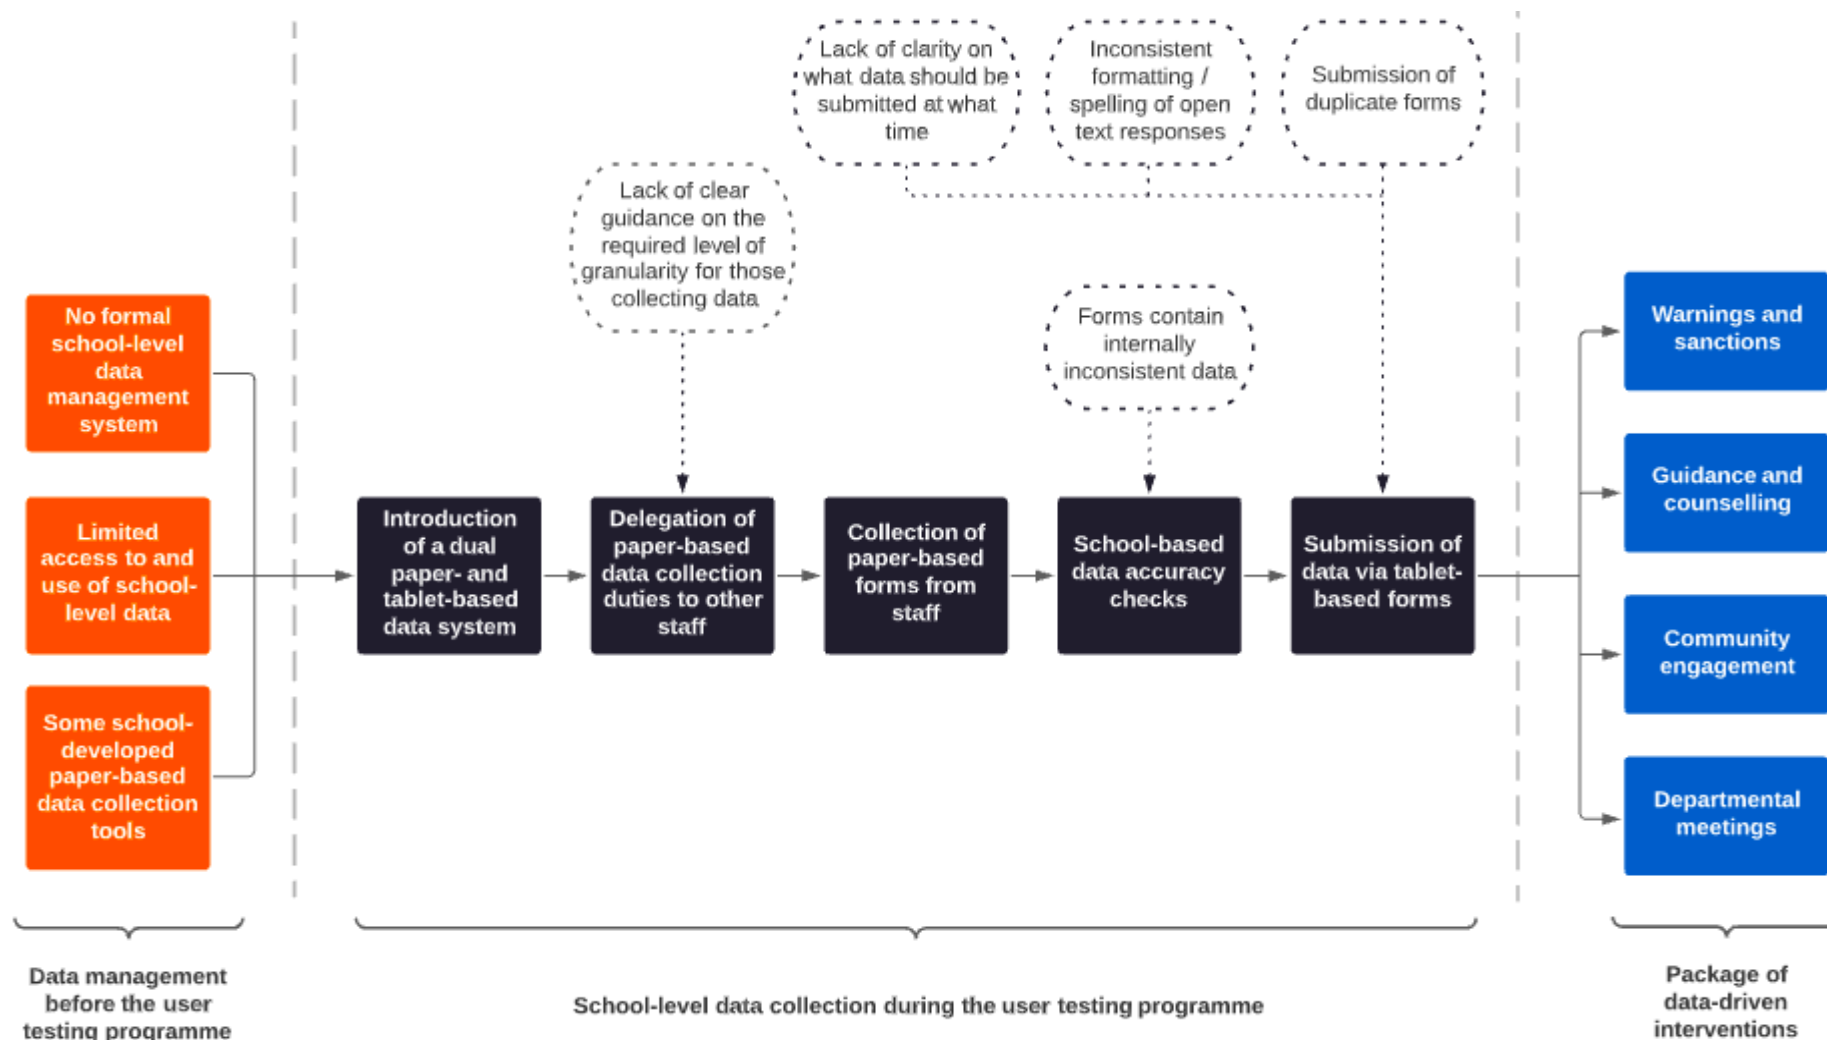 Lack of clarity on
what data should be
submitted at what
time
Inconsistent
formatting /
spelling of open
text responses
Submission of
duplicate forms
Lack of clear
guidance on the
required level of
granularity for those
collecting data
Forms contain
internally
inconsistent data
No formal
school-level
data
management
system
Limited
access to and
use of school-
level data
Some school-
developed
paper-based
data collection
tools
Introduction
of a dual
paper- and
tablet-based
data system
Delegation of
paper-based
data collection
duties to other
staff
Collection of
paper-based
forms from
staff
School-based
data accuracy
checks
Submission of
data via tablet-
based forms
Warnings and
sanctions
Guidance and
counselling
Community
engagement
Departmental
meetings
Data management
before the user
testing programme
School-level data collection during the user testing programme
Package of
data-driven
interventions